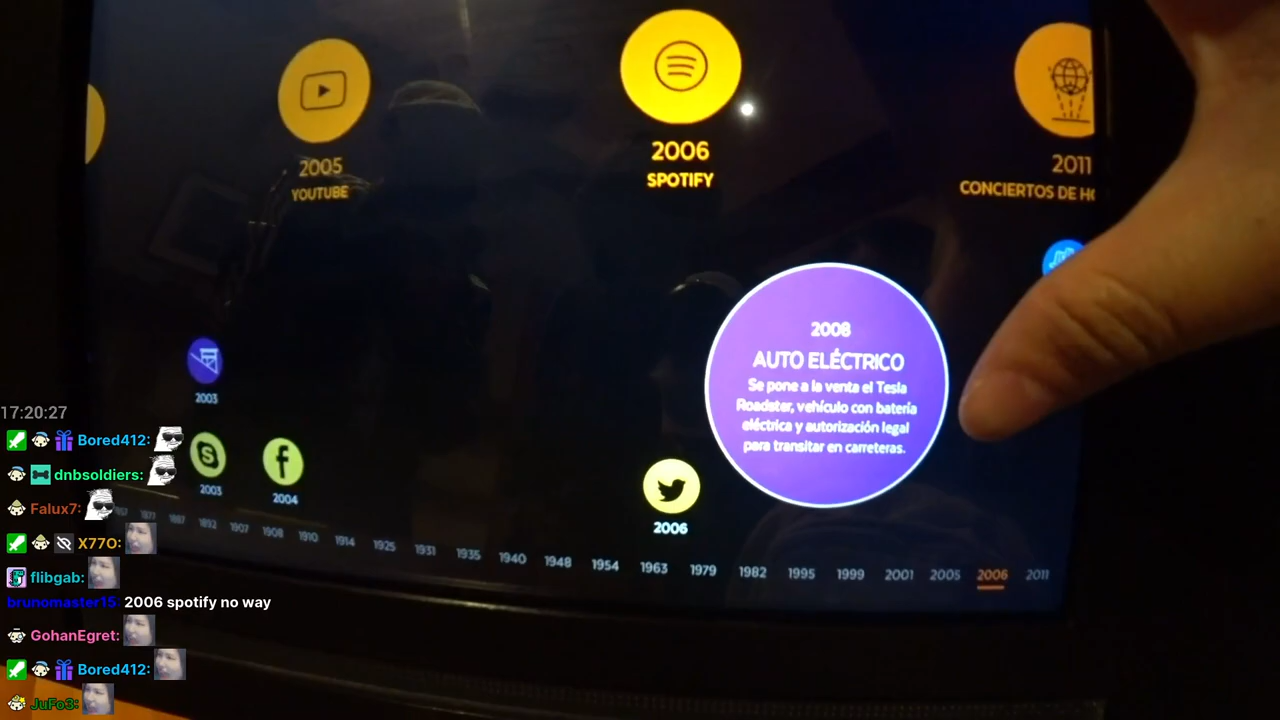 2005
YOUTUBE
2006
SPOTIFY
2011
CONCIERTOS DE HO
2008
AUTO ELÉCTRICO
Se pone a la venta el Tesla
Roadster, vehículo con batería
eléctrica y autorización legal
para transitar en carreteras.
2003
2003
2004
2006
1892 1907 1908 1910 1914 1925 1931 1935 1940 1948 1954 1963 1979 1982 1995 1999 2001 2005 2006 2011
17:20:27
Bored412:
dnbsoldiers:
Falux7:
X77O:
flibgab:
brunomaster15: 2006 spotify no way
GohanEgret:
Bored412:
JuFo3: